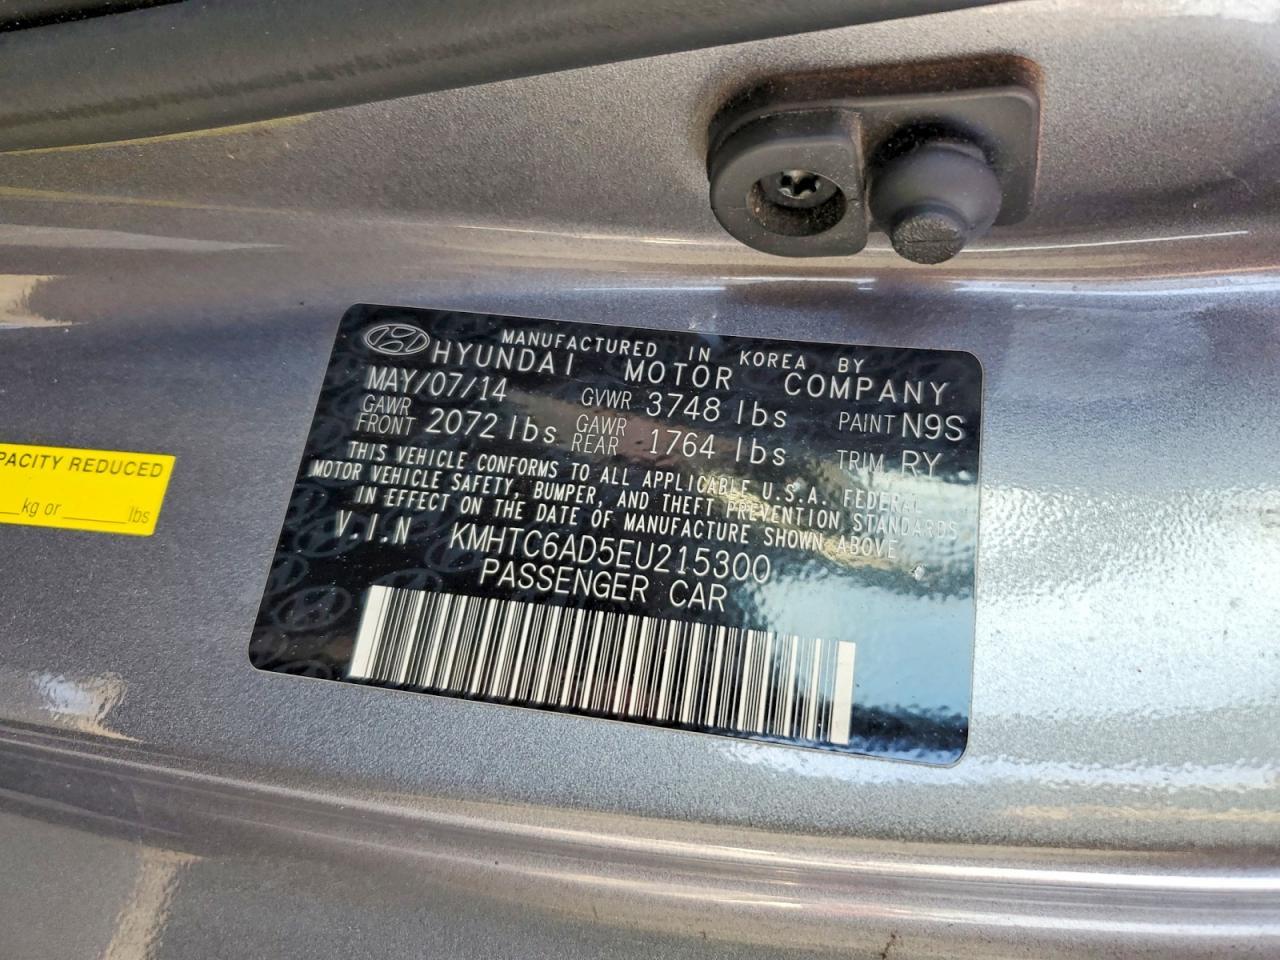 MANUFACTURED IN KOREA BY
HYUNDAI MOTOR COMPANY
MAY/07/14 GVWR 3748 lbs PAINT N9S
GAWR FRONT 2072 lbs GAWR REAR 1764 lbs TRIM RY
THIS VEHICLE CONFORMS TO ALL APPLICABLE U.S.A. FEDERAL
MOTOR VEHICLE SAFETY, BUMPER, AND THEFT PREVENTION STANDARDS
IN EFFECT ON THE DATE OF MANUFACTURE SHOWN ABOVE
V.I.N KMHTC6AD5EU215300
PASSENGER CAR
PACITY REDUCED
kg or lbs